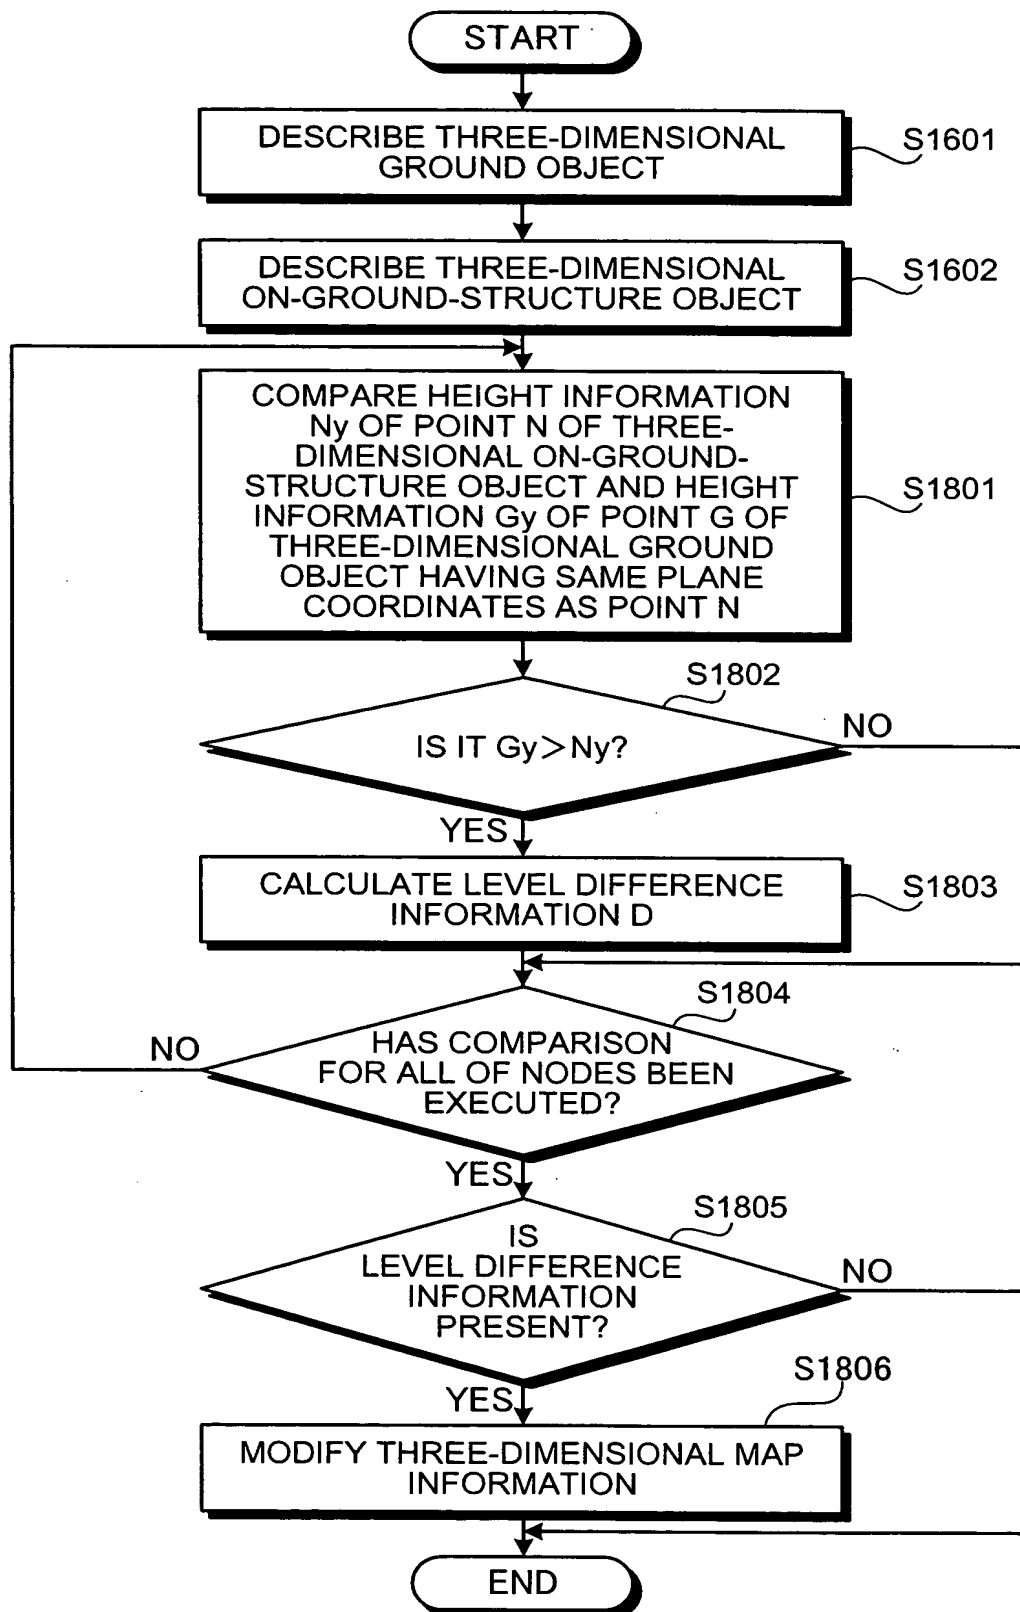 START
DESCRIBE THREE-DIMENSIONAL
GROUND OBJECT
S1601
DESCRIBE THREE-DIMENSIONAL
ON-GROUND-STRUCTURE OBJECT
S1602
COMPARE HEIGHT INFORMATION
Ny OF POINT N OF THREE-
DIMENSIONAL ON-GROUND-
STRUCTURE OBJECT AND HEIGHT
INFORMATION Gy OF POINT G OF
THREE-DIMENSIONAL GROUND
OBJECT HAVING SAME PLANE
COORDINATES AS POINT N
S1801
S1802
IS IT Gy>Ny?
NO
YES
CALCULATE LEVEL DIFFERENCE
INFORMATION D
S1803
S1804
HAS COMPARISON
FOR ALL OF NODES BEEN
EXECUTED?
NO
YES
S1805
IS
LEVEL DIFFERENCE
INFORMATION
PRESENT?
NO
YES
S1806
MODIFY THREE-DIMENSIONAL MAP
INFORMATION
END